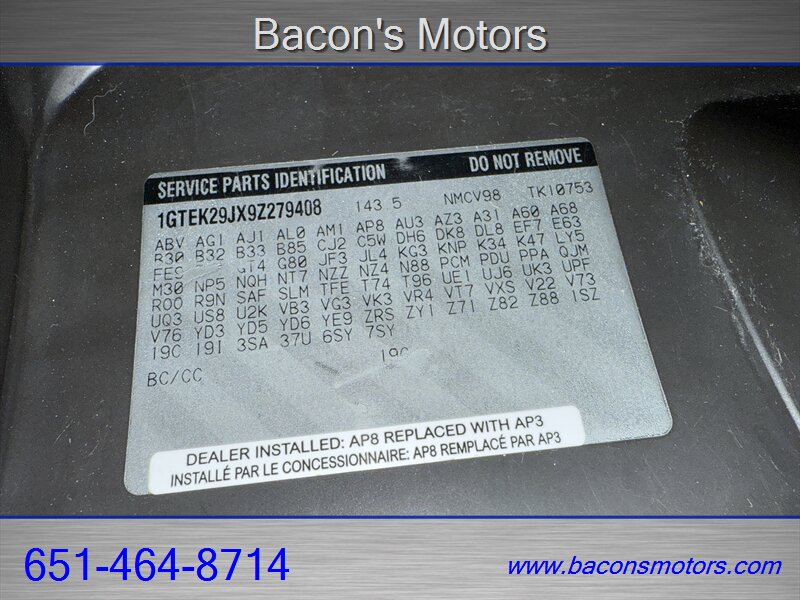 Bacon's Motors
SERVICE PARTS IDENTIFICATION DO NOT REMOVE
1GTEK29JX9Z279408 143.5 NMCV98 TK10753
ABV AG1 AJ1 AL0 AM1 AP8 AU3 AZ3 A31 A60 A68
B30 B32 B33 B85 CJ2 C5W DH6 DK8 DL8 EF7 E63
FE9 GT4 G80 JF3 JL4 KG3 KNP K34 K47 LY5
M30 NP5 NQH NT7 NZZ NZ4 N88 PCM PDU PPA QJM
R00 R9N SAF SLM TFE T74 T96 UE1 UJ6 UK3 UPF
UQ3 US8 U2K VB3 VG3 VK3 VR4 VT7 VXS V22 V73
V76 YD3 YD5 YD6 YE9 ZRS ZY1 Z71 Z82 Z88 1SZ
19C 19I 3SA 37U 6SY 7SY
BC/CC 19C
DEALER INSTALLED: AP8 REPLACED WITH AP3
INSTALLÉ PAR LE CONCESSIONNAIRE: AP8 REMPLACÉ PAR AP3
651-464-8714
www.baconsmotors.com